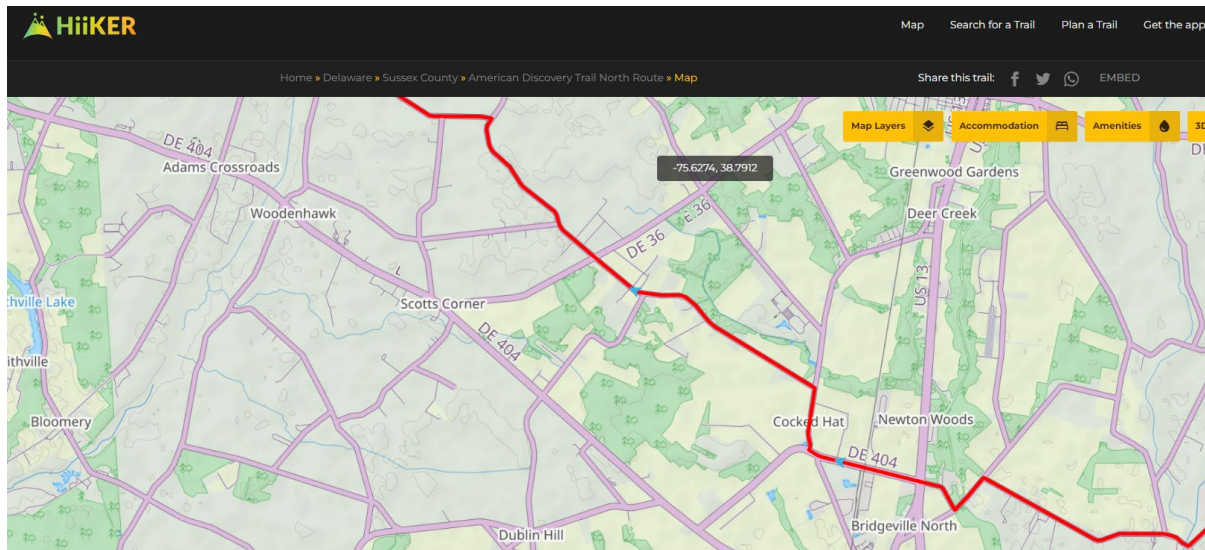 HiiKER
Map Search for a Trail Plan a Trail Get the app
Home » Delaware » Sussex County » American Discovery Trail North Route » Map
Share this trail: EMBED
Map Layers
Accommodation
Amenities
3D
-75.6274, 38.7912
DE 404
Adams Crossroads
Greenwood Gardens
Woodenhawk
DE 36
DE 36
Deer Creek
US 13
Scotts Corner
DE 404
Bloomery
Cocked Hat
Newton Woods
DE 404
Bridgeville North
Dublin Hill